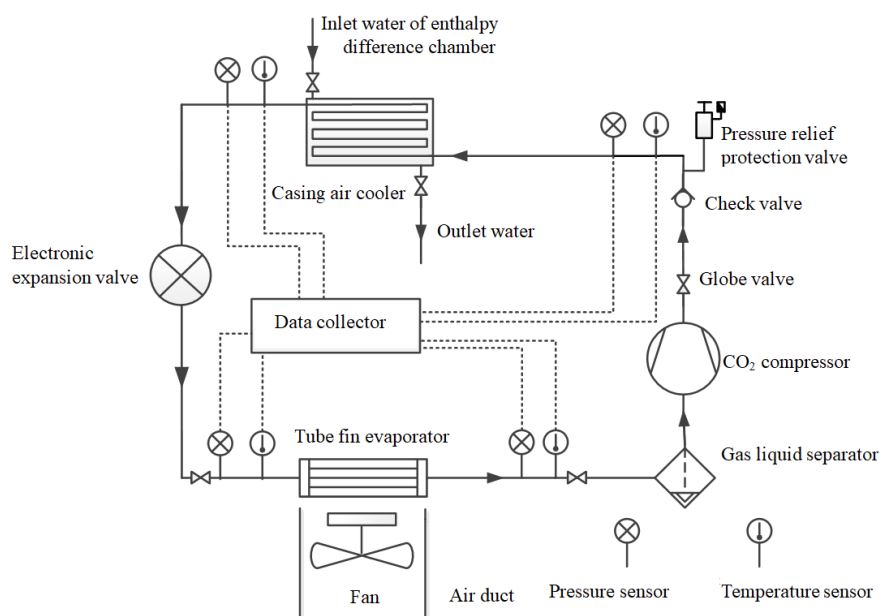 Inlet water of enthalpy
difference chamber
Pressure relief
protection valve
Casing air cooler
Check valve
Outlet water
Electronic
expansion valve
Globe valve
Data collector
CO₂ compressor
Tube fin evaporator
Gas liquid separator
Fan
Air duct
Pressure sensor
Temperature sensor